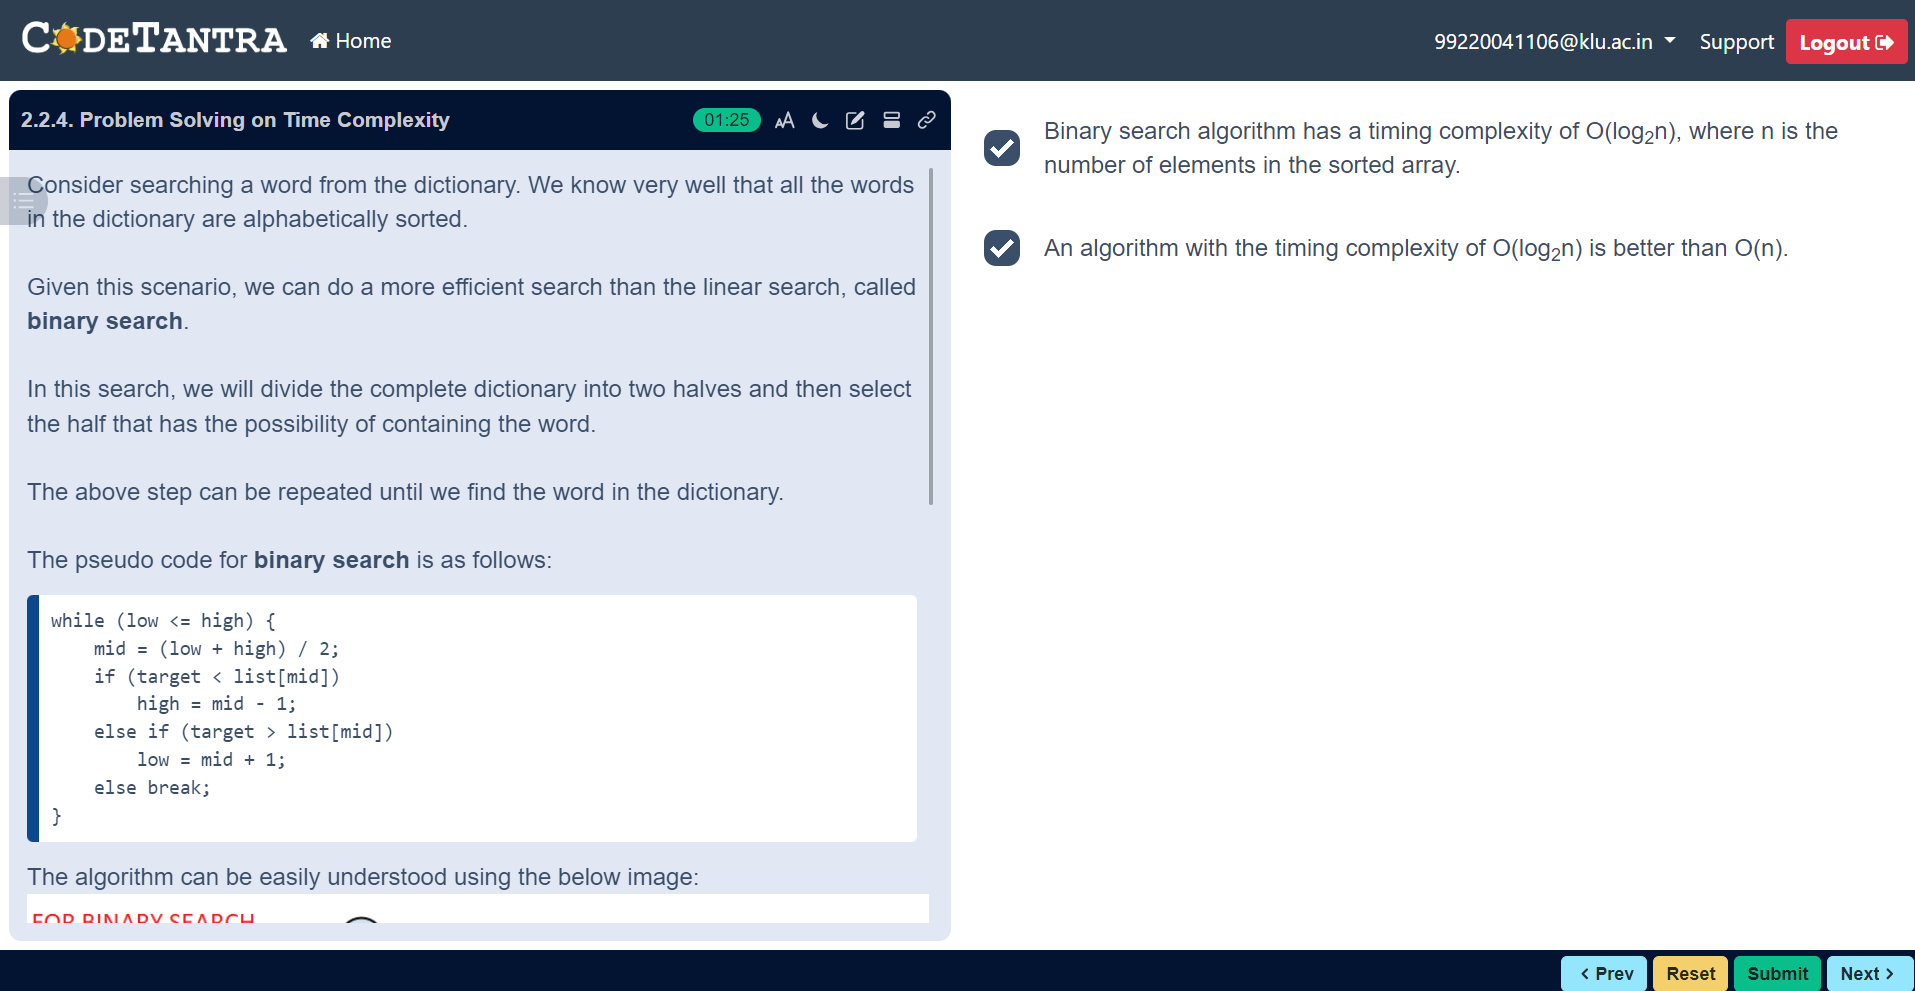 CODETANTRA
Home
99220041106@klu.ac.in
Support
Logout
2.2.4. Problem Solving on Time Complexity
01:25
AA
Consider searching a word from the dictionary. We know very well that all the words
in the dictionary are alphabetically sorted.
Given this scenario, we can do a more efficient search than the linear search, called
binary search.
In this search, we will divide the complete dictionary into two halves and then select
the half that has the possibility of containing the word.
The above step can be repeated until we find the word in the dictionary.
The pseudo code for binary search is as follows:
while (low <= high) {
    mid = (low + high) / 2;
    if (target < list[mid])
        high = mid - 1;
    else if (target > list[mid])
        low = mid + 1;
    else break;
}
The algorithm can be easily understood using the below image:
FOR BINARY SEARCH
Binary search algorithm has a timing complexity of O(log₂n), where n is the
number of elements in the sorted array.
An algorithm with the timing complexity of O(log₂n) is better than O(n).
‹ Prev
Reset
Submit
Next ›